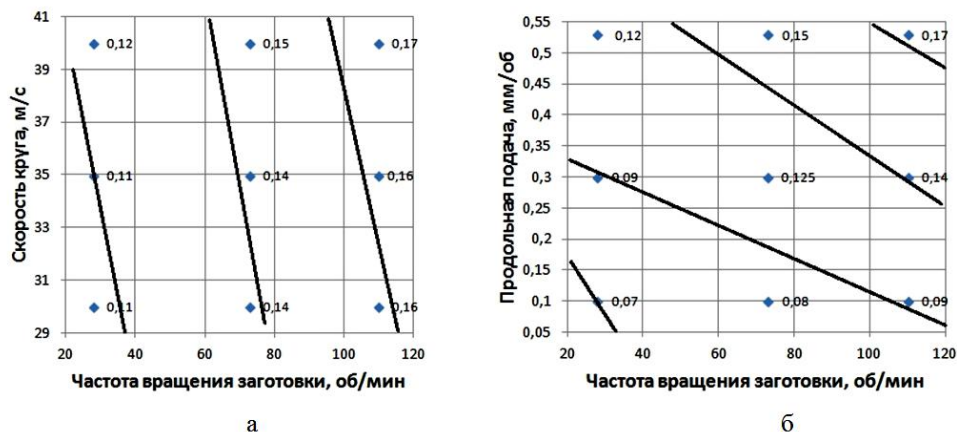 Скорость круга, м/с
41
39
37
35
33
31
29
0,12 0,15 0,17
0,11 0,14 0,16
0,11 0,14 0,16
20 40 60 80 100 120
Частота вращения заготовки, об/мин
а
Продольная подача, мм/об
0,55
0,5
0,45
0,4
0,35
0,3
0,25
0,2
0,15
0,1
0,05
0,12 0,15 0,17
0,09 0,125 0,14
0,07 0,08 0,09
20 40 60 80 100 120
Частота вращения заготовки, об/мин
б